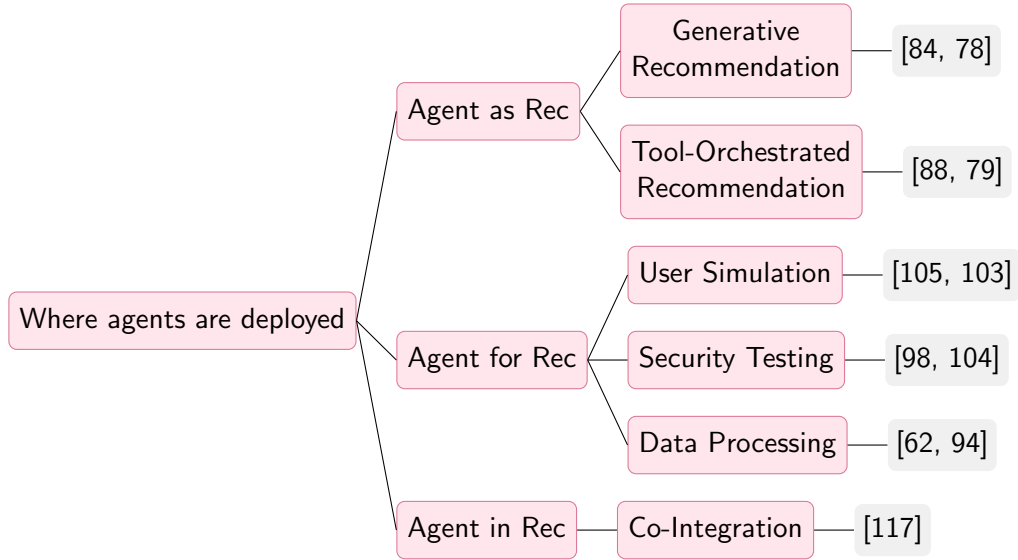 Where agents are deployed
Agent as Rec
Generative
Recommendation
[84, 78]
Tool-Orchestrated
Recommendation
[88, 79]
Agent for Rec
User Simulation
[105, 103]
Security Testing
[98, 104]
Data Processing
[62, 94]
Agent in Rec
Co-Integration
[117]